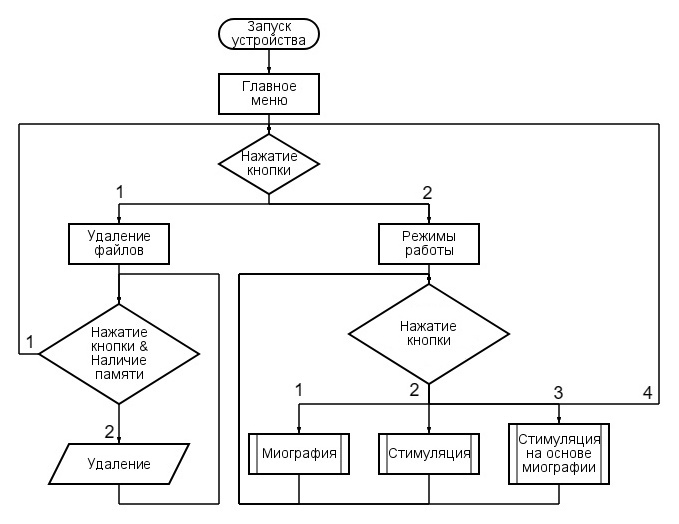 Запуск
устройства
Главное
меню
Нажатие
кнопки
1
2
Удаление
файлов
Режимы
работы
Нажатие
кнопки &
Наличие
памяти
1
2
Удаление
Нажатие
кнопки
1
2
3
4
Миография
Стимуляция
Стимуляция
на основе
миографии